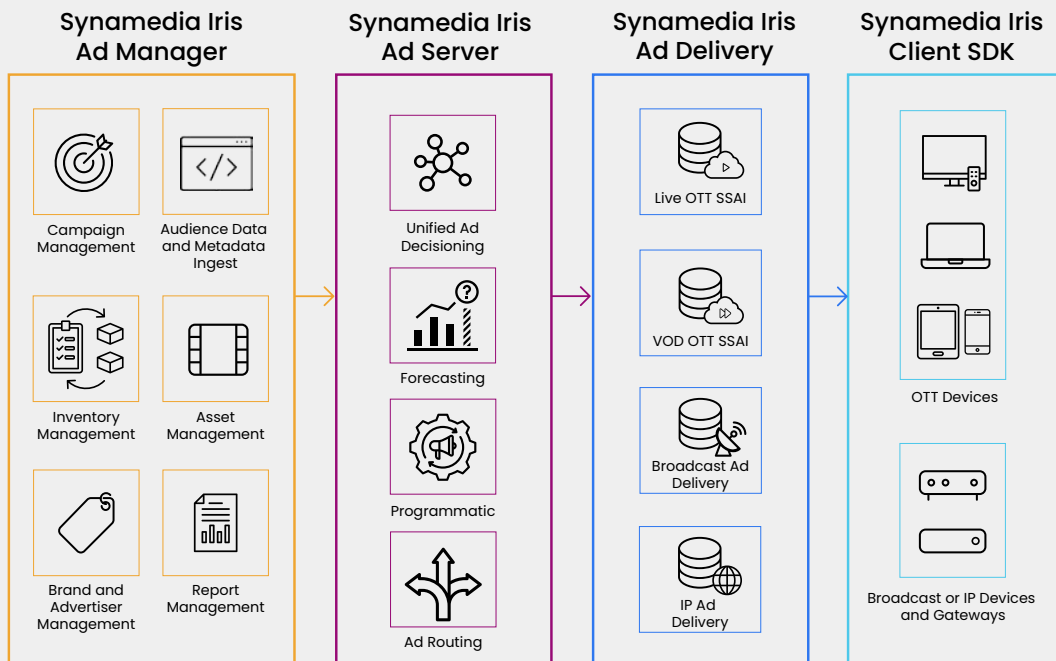 Synamedia Iris
Ad Manager
Synamedia Iris
Ad Server
Synamedia Iris
Ad Delivery
Synamedia Iris
Client SDK
Campaign
Management
Audience Data
and Metadata
Ingest
Inventory
Management
Asset
Management
Brand and
Advertiser
Management
Report
Management
Unified Ad
Decisioning
?
Forecasting
Programmatic
Ad Routing
Live OTT SSAI
VOD OTT SSAI
Broadcast Ad
Delivery
IP Ad
Delivery
OTT Devices
Broadcast or IP Devices
and Gateways